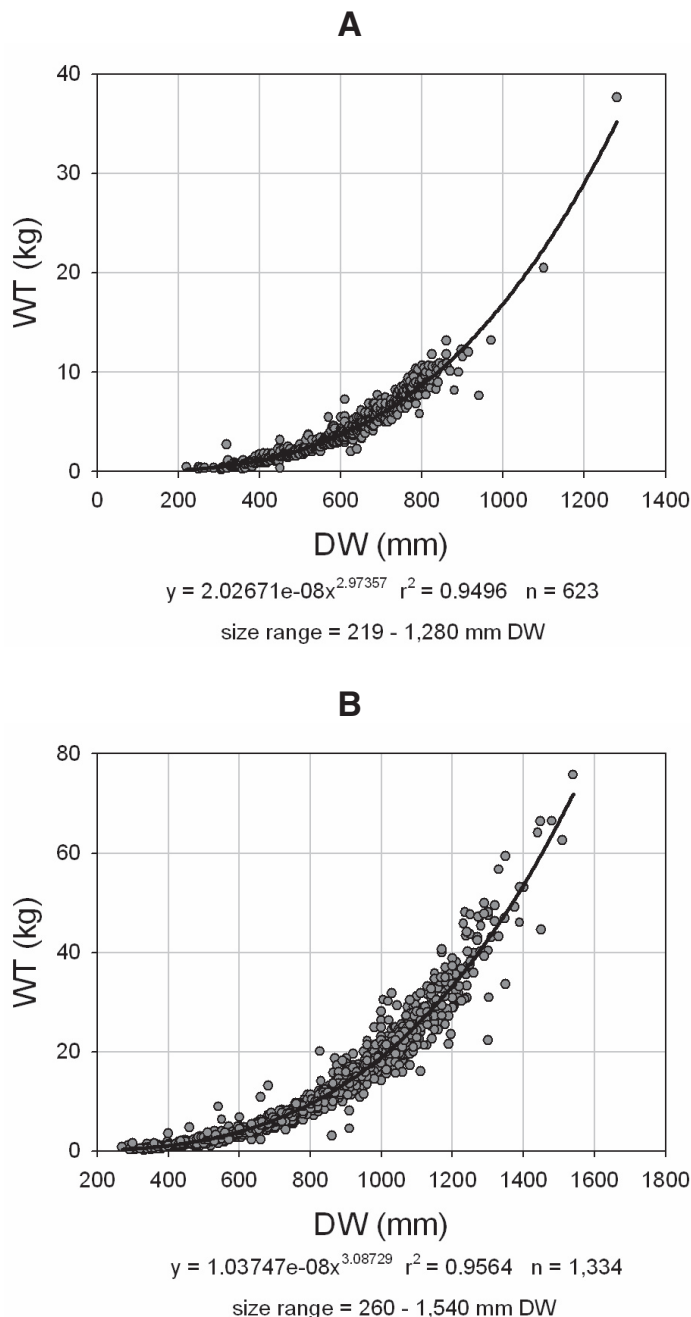 A
40
30
20
10
0
WT (kg)
0 200 400 600 800 1000 1200 1400
DW (mm)
y = 2.02671e-08x^2.97357 r^2 = 0.9496 n = 623
size range = 219 - 1,280 mm DW
B
80
60
40
20
0
WT (kg)
200 400 600 800 1000 1200 1400 1600 1800
DW (mm)
y = 1.03747e-08x^3.08729 r^2 = 0.9564 n = 1,334
size range = 260 - 1,540 mm DW